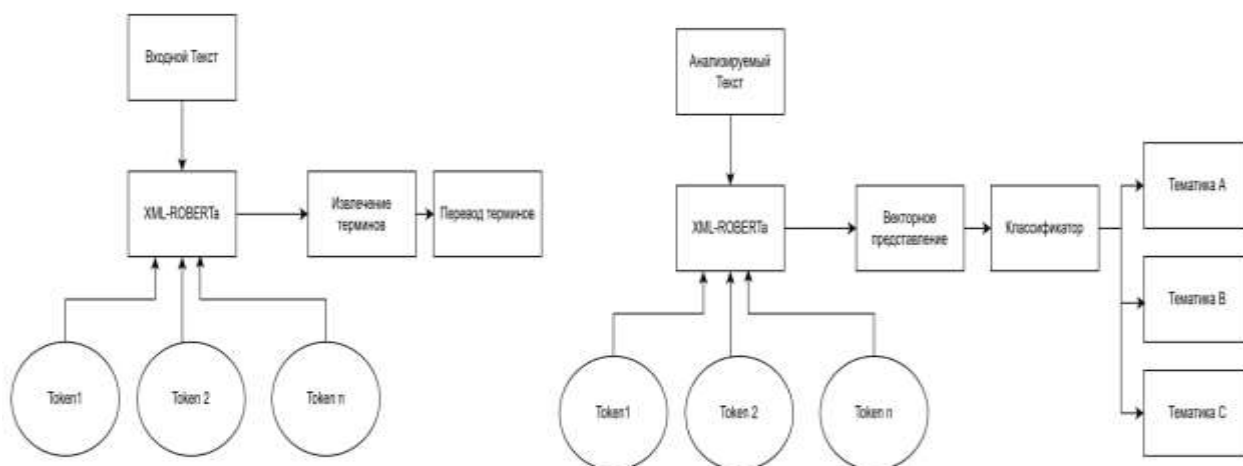 Входной Текст
XML-ROBERTa
Извлечение
терминов
Перевод терминов
Token1
Token 2
Token n
Анализируемый
Текст
XML-ROBERTa
Векторное
представление
Классификатор
Тематика A
Тематика B
Тематика C
Token1
Token 2
Token n